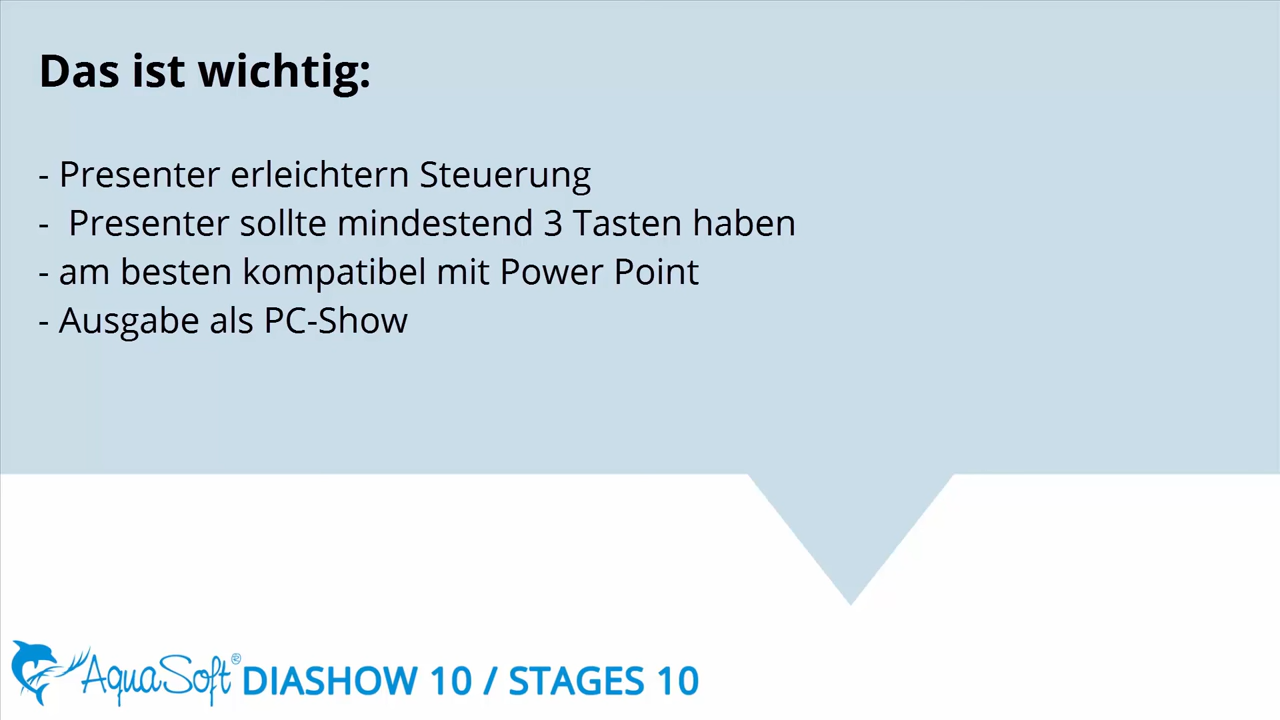 Das ist wichtig:
- Presenter erleichtern Steuerung
-  Presenter sollte mindestend 3 Tasten haben
- am besten kompatibel mit Power Point
- Ausgabe als PC-Show
AquaSoft® DIASHOW 10 / STAGES 10